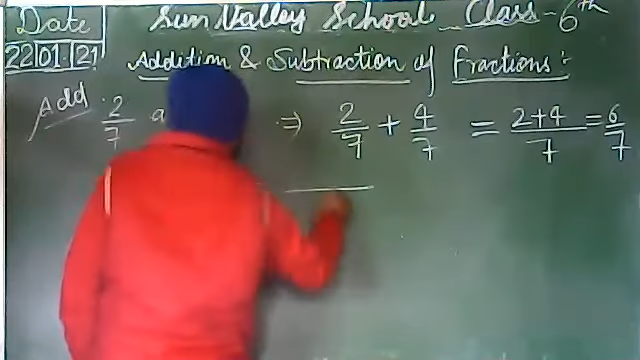 Date Sun Valley School Class - 6th
22|01|21 Addition & Subtraction of Fractions :-
Add 2/7 a ⇒ 2/7 + 4/7 = 2+4/7 = 6/7